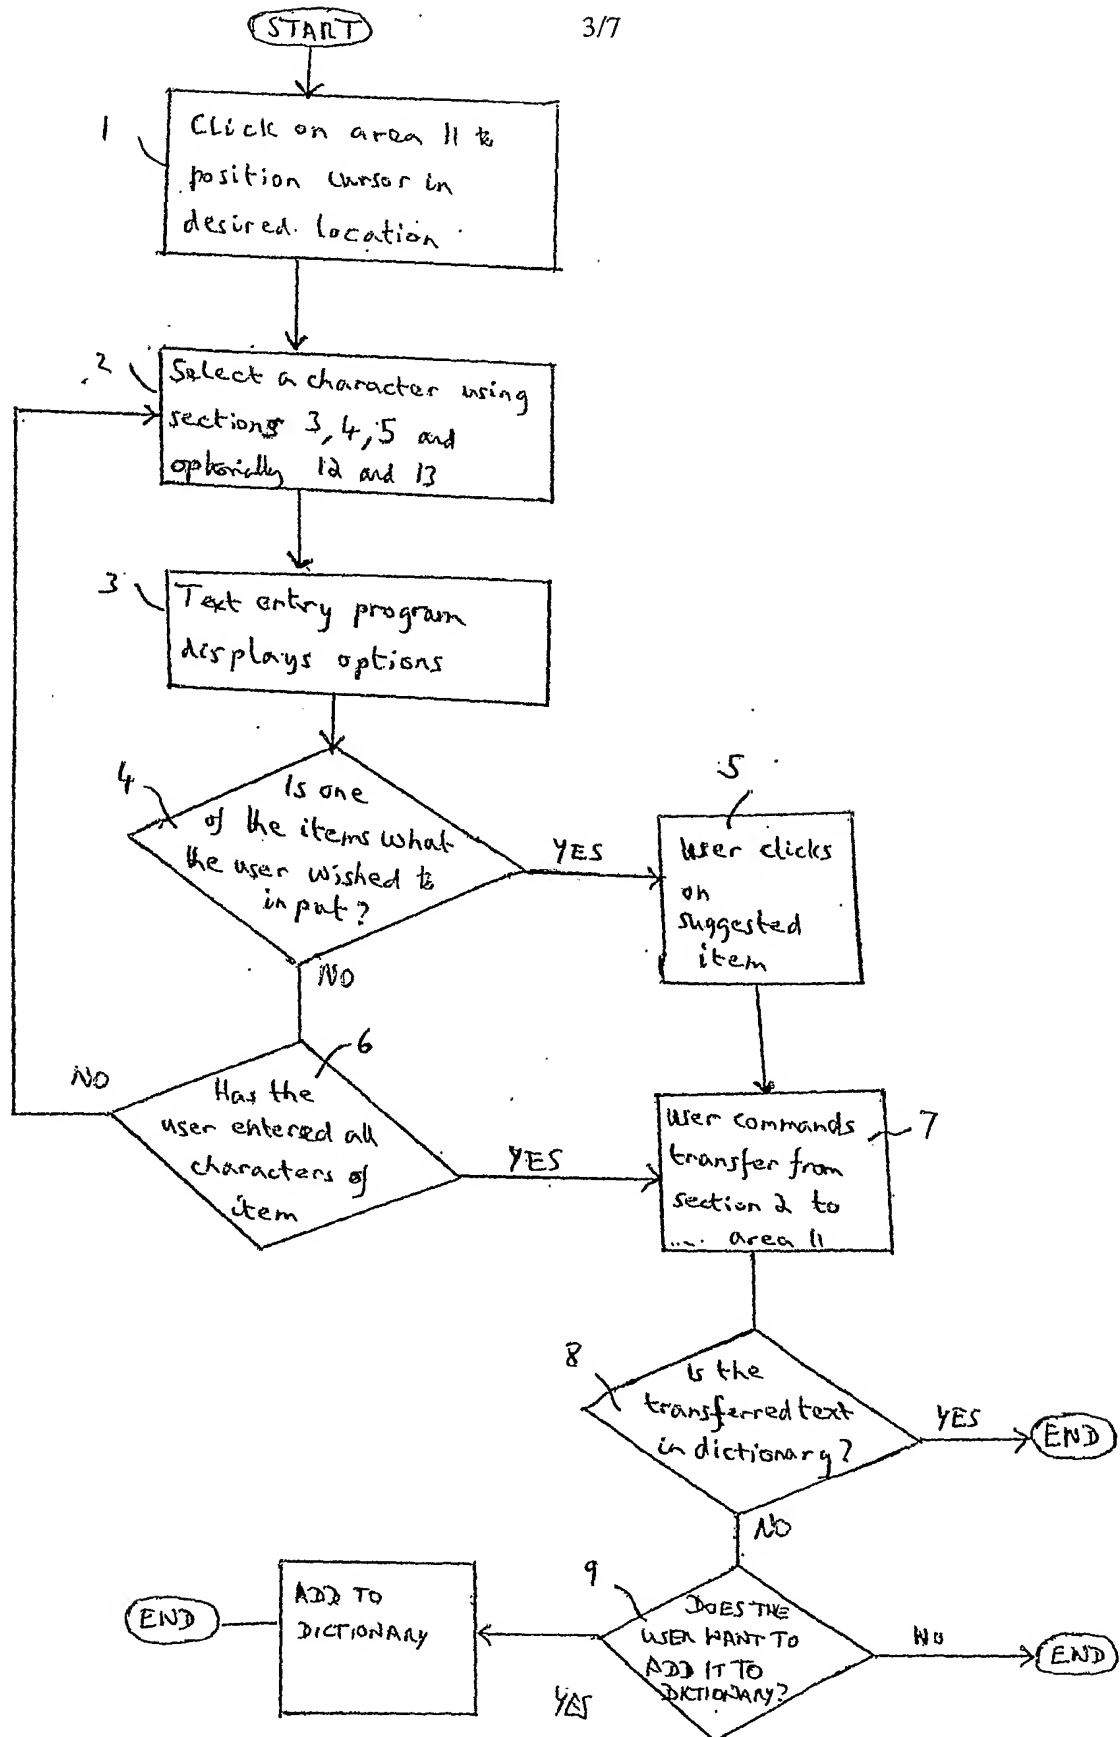 START
3/7
1
Click on area 11 to
position cursor in
desired location
2
Select a character using
sections 3, 4, 5 and
optionally 12 and 13
3
Text entry program
displays options
4
Is one
of the items what
the user wished to
input?
YES
NO
5
User clicks
on
suggested
item
6
Has the
user entered all
characters of
item
NO
YES
7
User commands
transfer from
section 2 to
.... area 11
8
Is the
transferred text
in dictionary?
YES
END
NO
9
DOES THE
USER WANT TO
ADD IT TO
DICTIONARY?
NO
END
YES
ADD TO
DICTIONARY
END